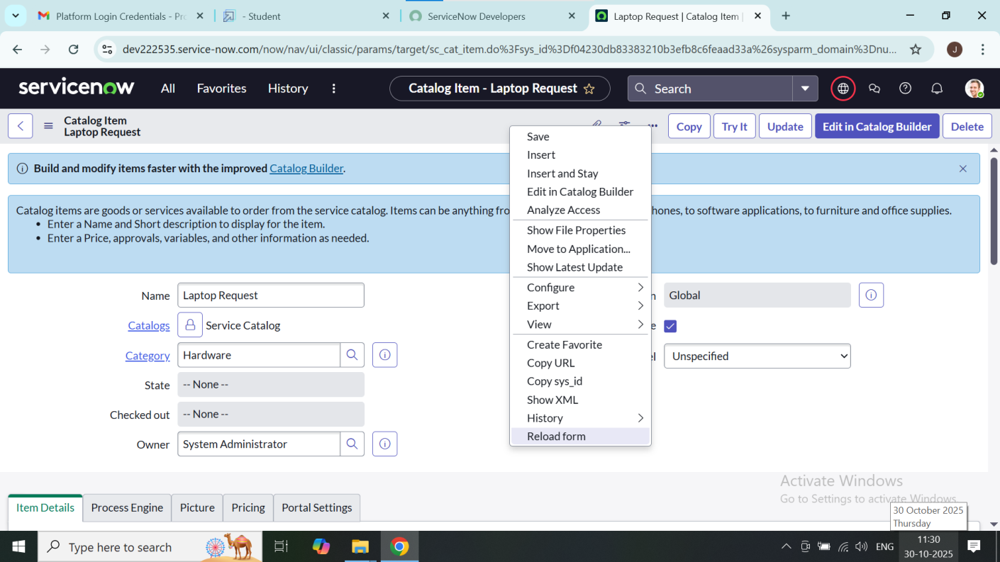 Platform Login Credentials - Pro
- Student
ServiceNow Developers
Laptop Request | Catalog Item |
dev222535.service-now.com/now/nav/ui/classic/params/target/sc_cat_item.do%3Fsys_id%3Df04230db83383210b3efb8c6feaad33a%26sysparm_domain%3Dnu...
J
servicenow
All
Favorites
History
Catalog Item - Laptop Request
Search
Catalog Item
Laptop Request
Copy
Try It
Update
Edit in Catalog Builder
Delete
Build and modify items faster with the improved Catalog Builder.
Catalog items are goods or services available to order from the service catalog. Items can be anything fro
hones, to software applications, to furniture and office supplies.
Enter a Name and Short description to display for the item.
Enter a Price, approvals, variables, and other information as needed.
Save
Insert
Insert and Stay
Edit in Catalog Builder
Analyze Access
Show File Properties
Move to Application...
Show Latest Update
Configure
Export
View
Create Favorite
Copy URL
Copy sys_id
Show XML
History
Reload form
Name
Laptop Request
Catalogs
Service Catalog
Category
Hardware
State
-- None --
Checked out
-- None --
Owner
System Administrator
n
Global
e
el
Unspecified
Item Details
Process Engine
Picture
Pricing
Portal Settings
Activate Windows
Go to Settings to activate Windows.
30 October 2025
Thursday
Type here to search
ENG
11:30
30-10-2025